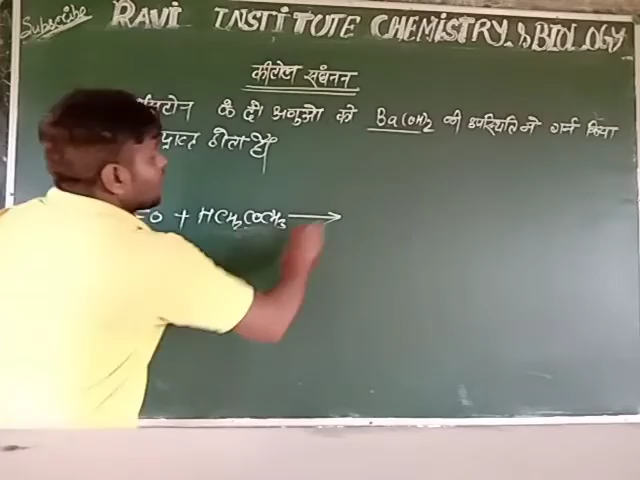 Subscribe RAVI INSTITUTE CHEMISTRY & BIOLOGY
कीटोल संघनन
के दो अणुओ को Ba(OH)2 की उपस्थिति मे गर्म किया
होता है
O + HCH2COCH3 ⟶